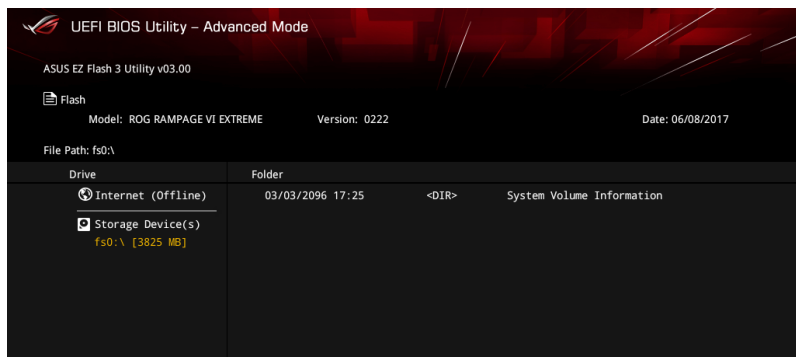 UEFI BIOS Utility – Advanced Mode
ASUS EZ Flash 3 Utility v03.00
Flash
Model: ROG RAMPAGE VI EXTREME Version: 0222 Date: 06/08/2017
File Path: fs0:\
Drive Folder
Internet (Offline) 03/03/2096 17:25 <DIR> System Volume Information
Storage Device(s)
fs0:\ [3825 MB]